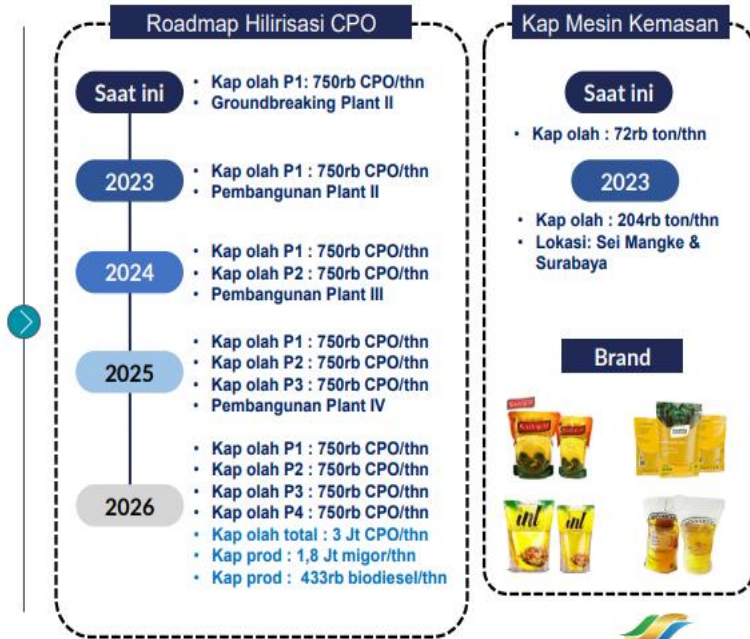 Roadmap Hilirisasi CPO
Saat ini
• Kap olah P1: 750rb CPO/thn
• Groundbreaking Plant II
2023
• Kap olah P1 : 750rb CPO/thn
• Pembangunan Plant II
2024
• Kap olah P1 : 750rb CPO/thn
• Kap olah P2 : 750rb CPO/thn
• Pembangunan Plant III
2025
• Kap olah P1 : 750rb CPO/thn
• Kap olah P2 : 750rb CPO/thn
• Kap olah P3 : 750rb CPO/thn
• Pembangunan Plant IV
2026
• Kap olah P1 : 750rb CPO/thn
• Kap olah P2 : 750rb CPO/thn
• Kap olah P3 : 750rb CPO/thn
• Kap olah P4 : 750rb CPO/thn
• Kap olah total : 3 Jt CPO/thn
• Kap prod : 1,8 Jt migor/thn
• Kap prod : 433rb biodiesel/thn
Kap Mesin Kemasan
Saat ini
• Kap olah : 72rb ton/thn
2023
• Kap olah : 204rb ton/thn
• Lokasi: Sei Mangke &
Surabaya
Brand
inl
inl